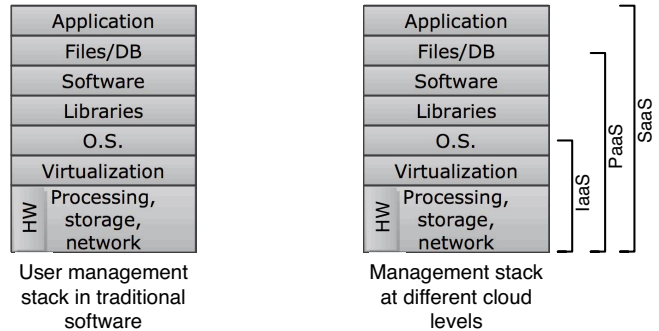 Application
Files/DB
Software
Libraries
O.S.
Virtualization
HW
Processing,
storage,
network
User management
stack in traditional
software
Application
Files/DB
Software
Libraries
O.S.
Virtualization
HW
Processing,
storage,
network
IaaS
PaaS
SaaS
Management stack
at different cloud
levels